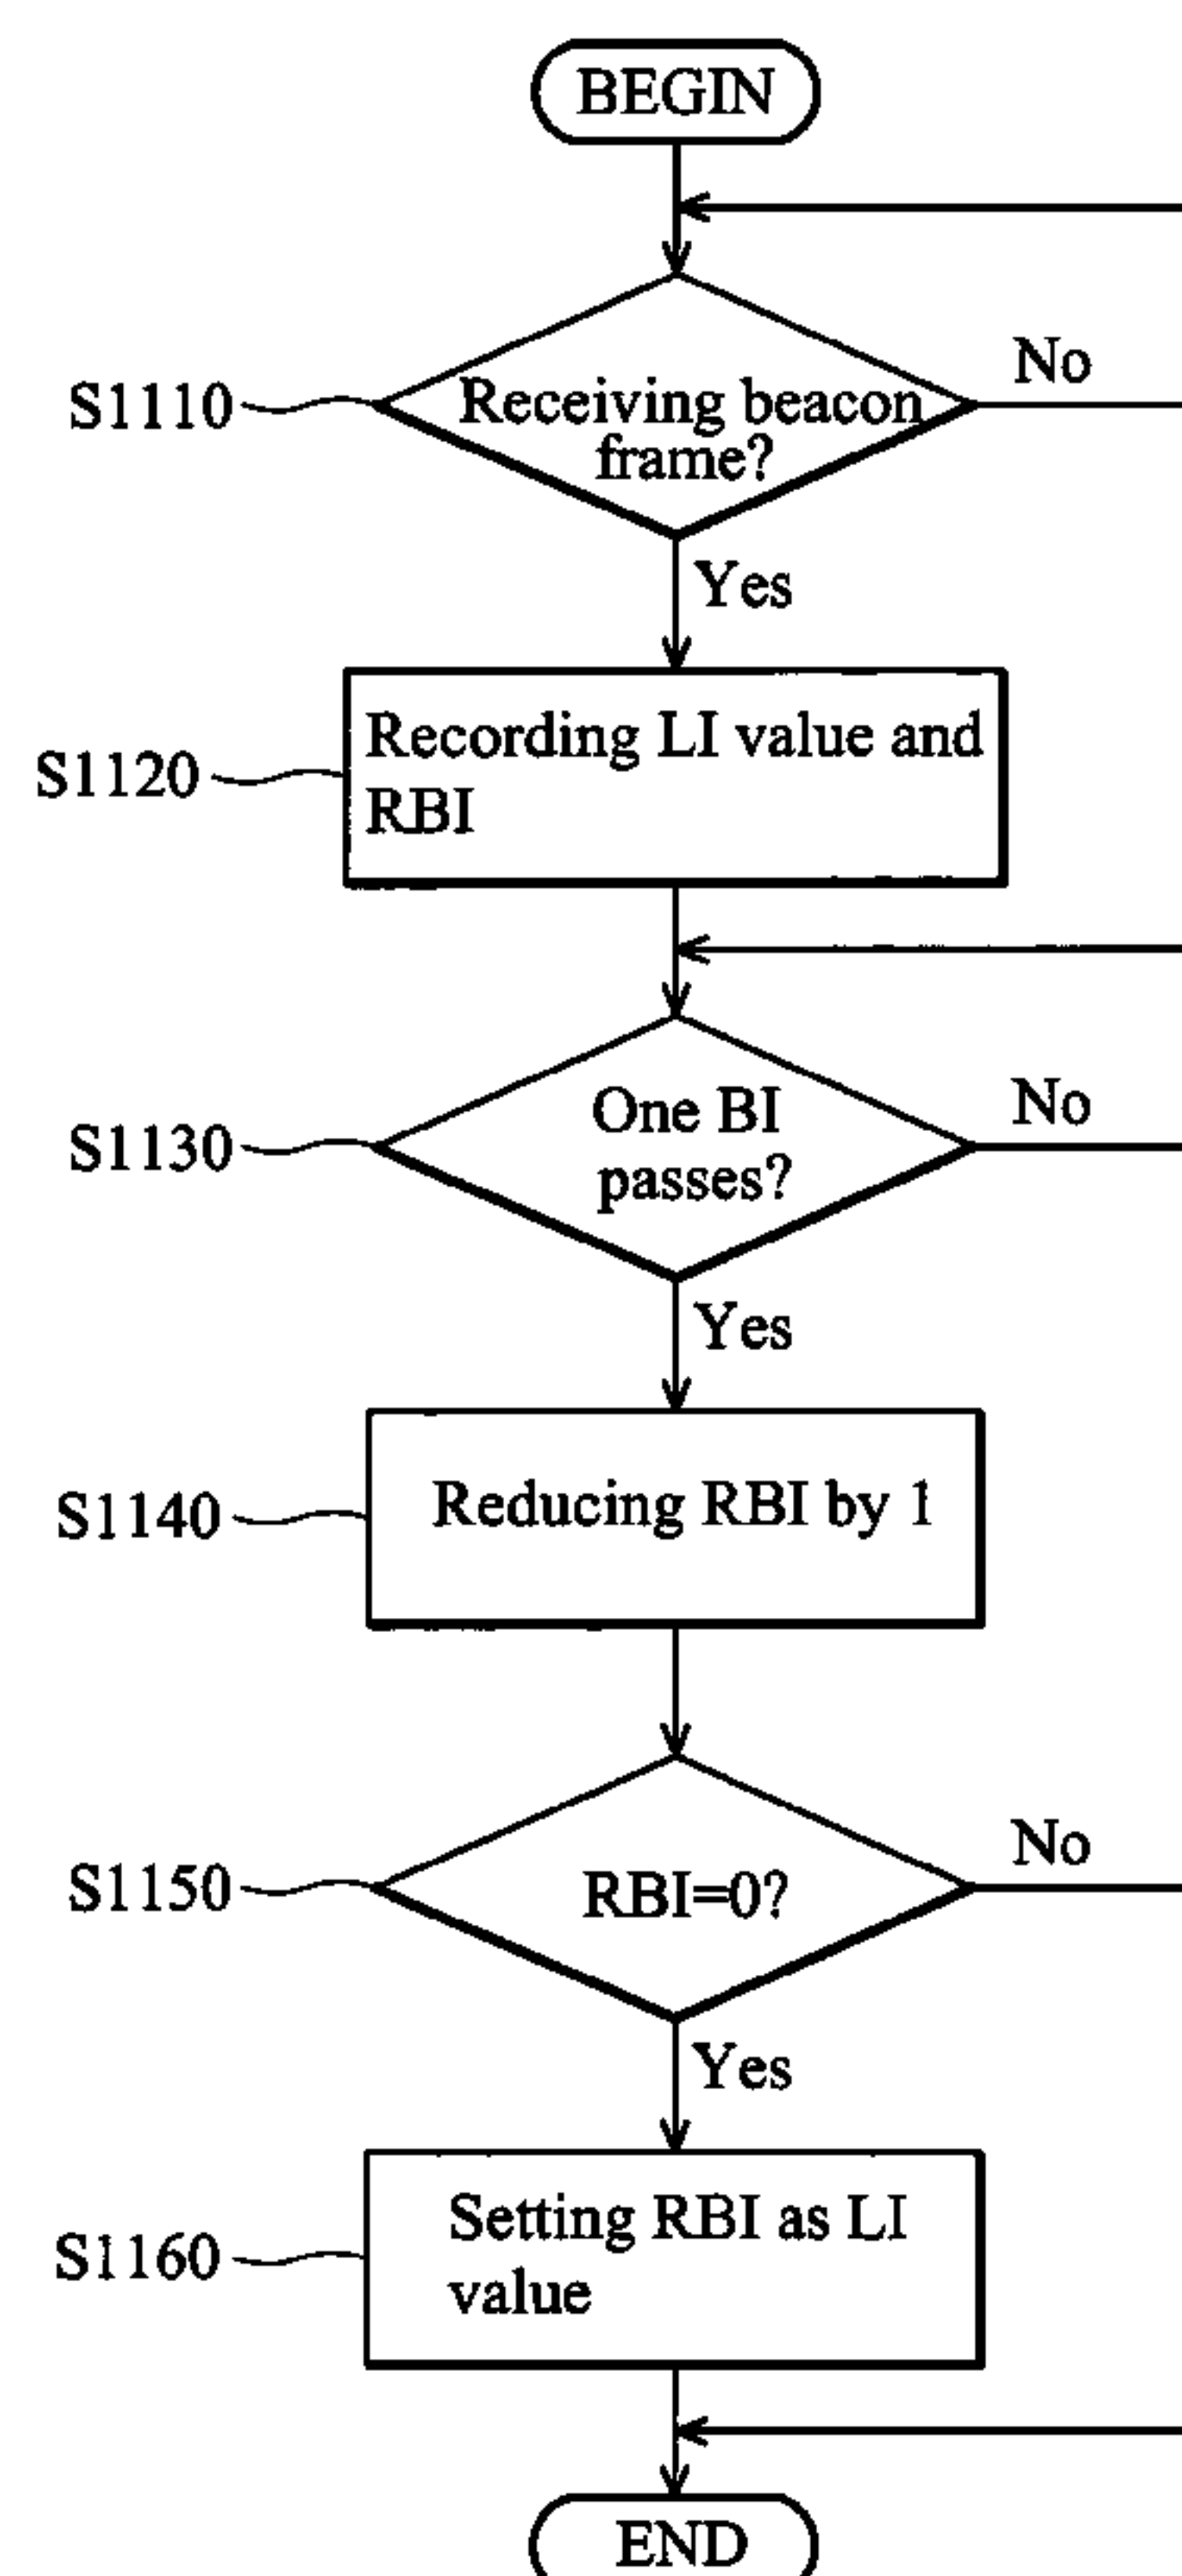 BEGIN
S1110
Receiving beacon
frame?
No
Yes
S1120
Recording LI value and
RBI
S1130
One BI
passes?
No
Yes
S1140
Reducing RBI by 1
S1150
RBI=0?
No
Yes
S1160
Setting RBI as LI
value
END